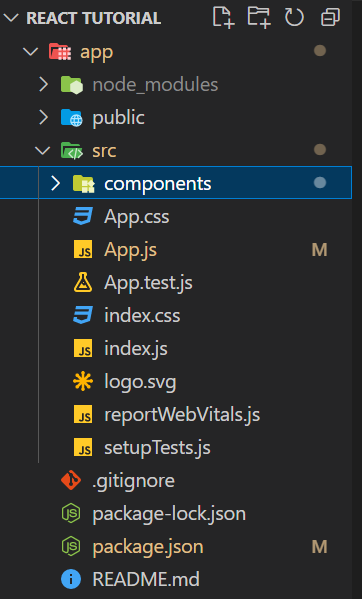 REACT TUTORIAL
app
node_modules
public
src
components
App.css
App.js M
App.test.js
index.css
index.js
logo.svg
reportWebVitals.js
setupTests.js
.gitignore
package-lock.json
package.json M
README.md